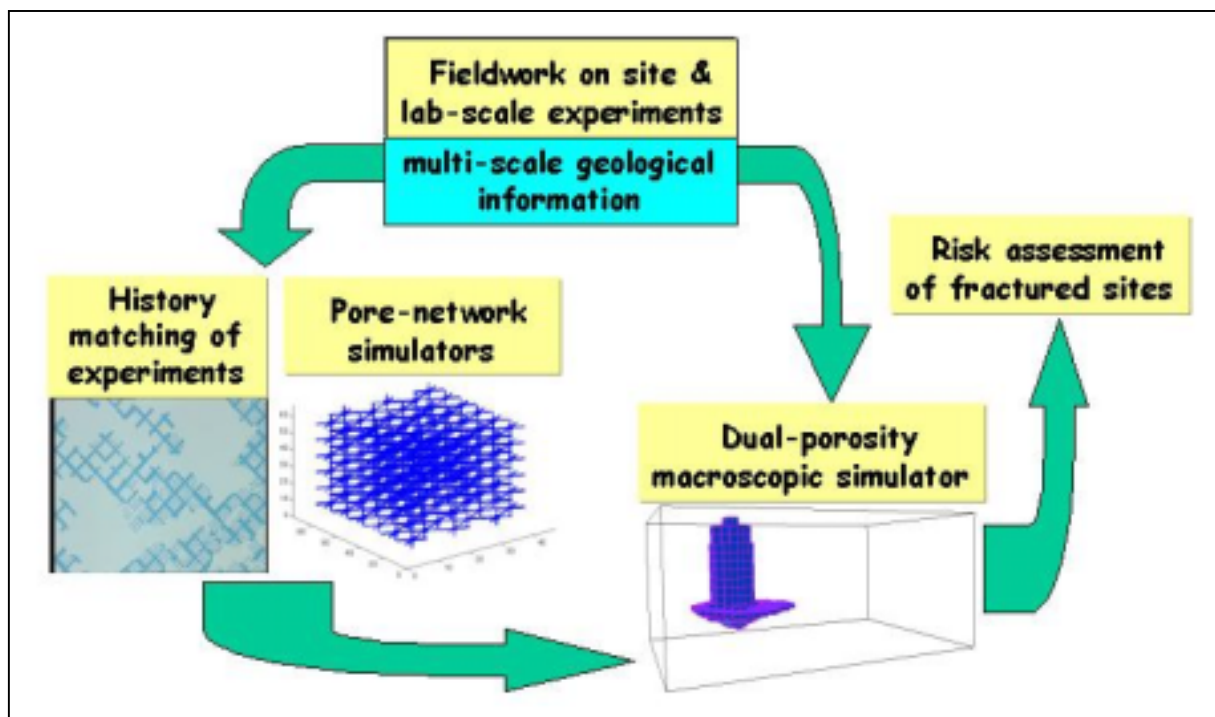 Fieldwork on site &
lab-scale experiments
multi-scale geological
information
Risk assessment
of fractured sites
History
matching of
experiments
Pore-network
simulators
Dual-porosity
macroscopic simulator